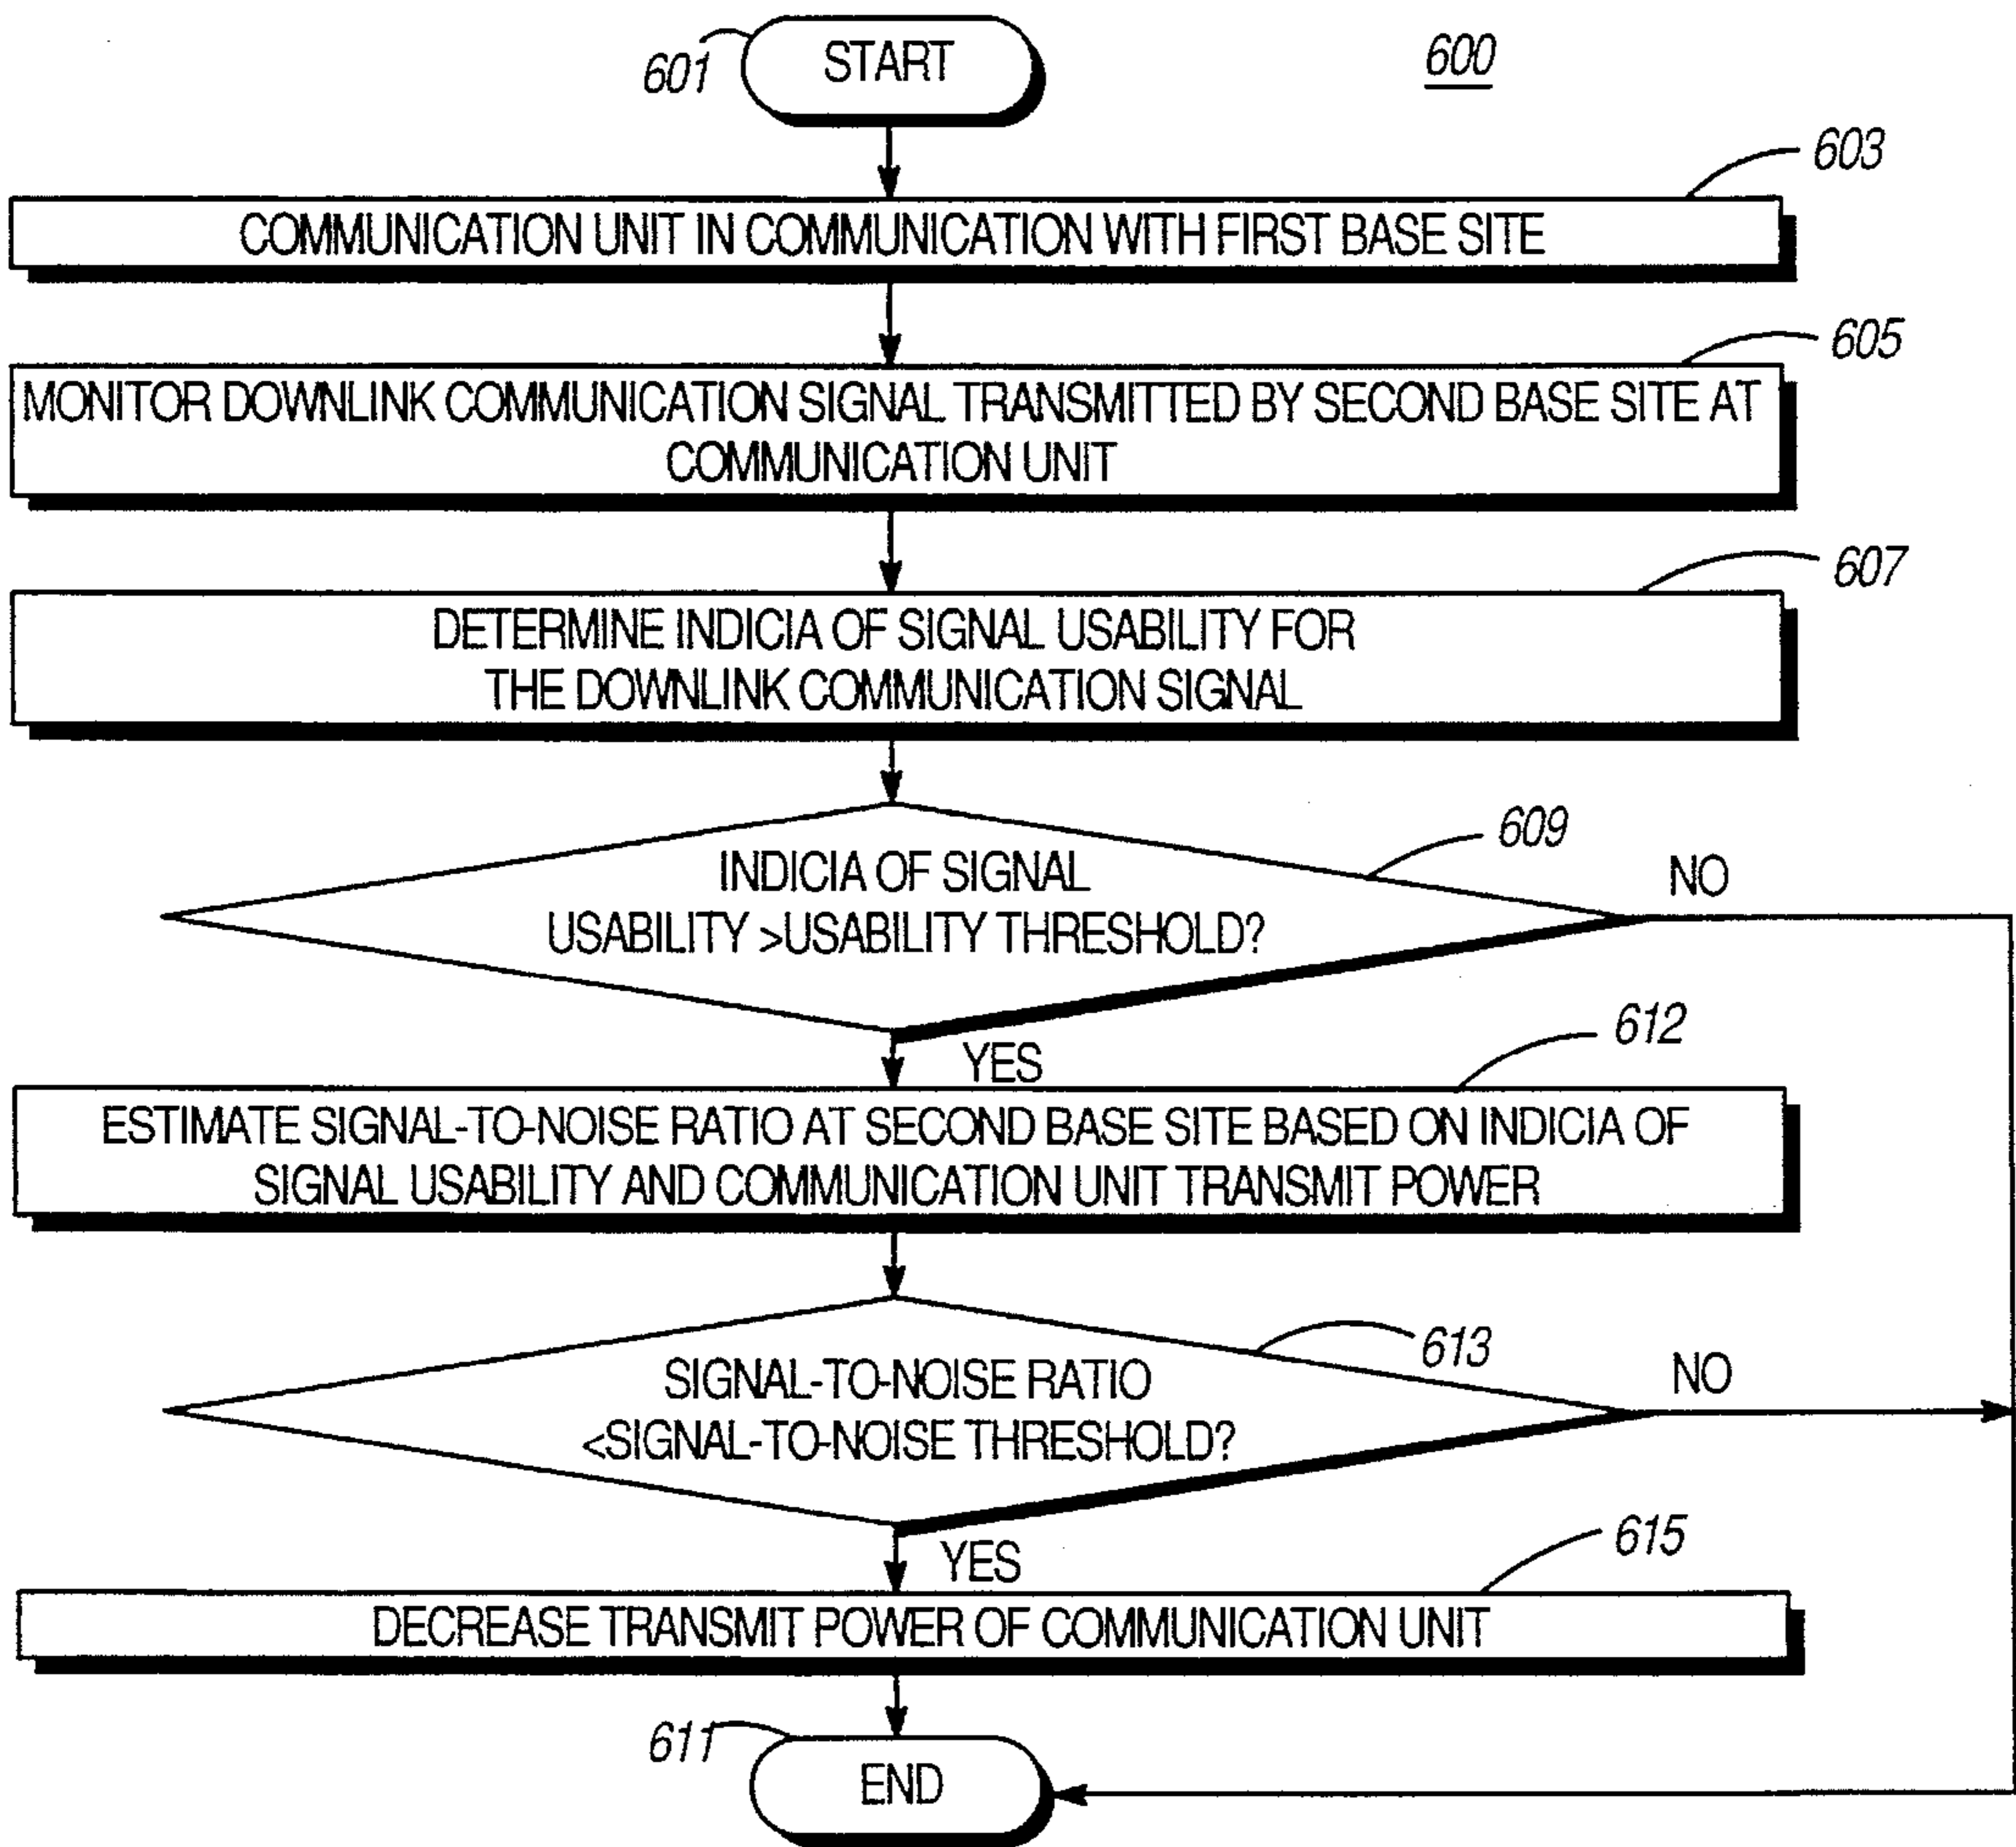 601
START
600
603
COMMUNICATION UNIT IN COMMUNICATION WITH FIRST BASE SITE
605
MONITOR DOWNLINK COMMUNICATION SIGNAL TRANSMITTED BY SECOND BASE SITE AT
COMMUNICATION UNIT
607
DETERMINE INDICIA OF SIGNAL USABILITY FOR
THE DOWNLINK COMMUNICATION SIGNAL
609
INDICIA OF SIGNAL
USABILITY >USABILITY THRESHOLD?
NO
YES
612
ESTIMATE SIGNAL-TO-NOISE RATIO AT SECOND BASE SITE BASED ON INDICIA OF
SIGNAL USABILITY AND COMMUNICATION UNIT TRANSMIT POWER
613
SIGNAL-TO-NOISE RATIO
<SIGNAL-TO-NOISE THRESHOLD?
NO
YES
615
DECREASE TRANSMIT POWER OF COMMUNICATION UNIT
611
END